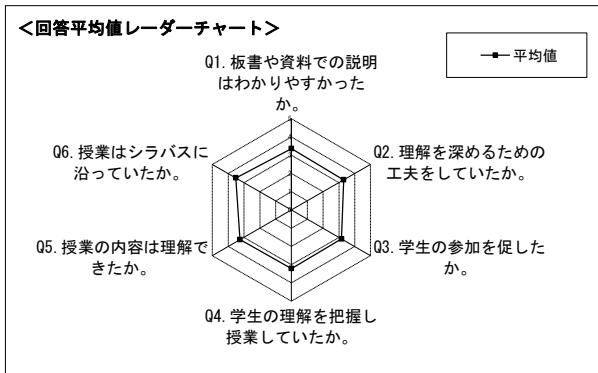 ＜回答平均値レーダーチャート＞
平均値
Q1.板書や資料での説明
はわかりやすかった
か。
Q2.理解を深めるための
工夫をしていたか。
Q3.学生の参加を促した
か。
Q4.学生の理解を把握し
授業していたか。
Q5.授業の内容は理解で
きたか。
Q6.授業はシラバスに
沿っていたか。